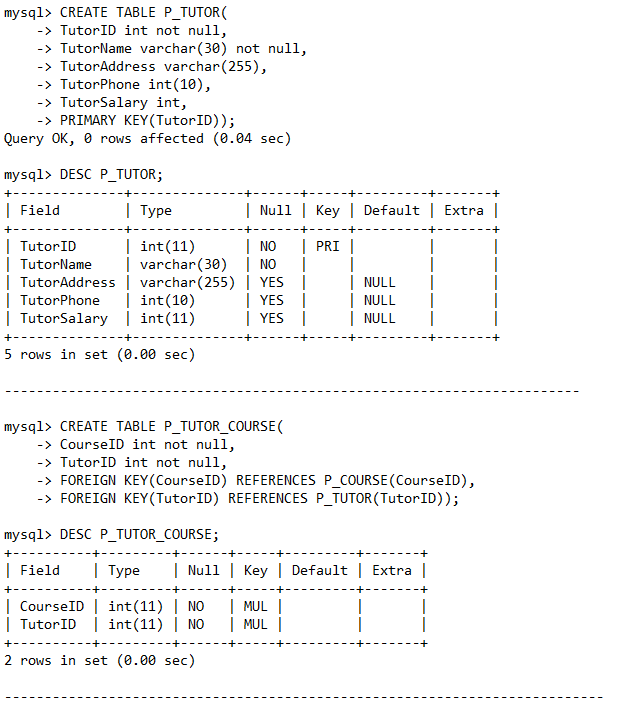 mysql> CREATE TABLE P_TUTOR(
    -> TutorID int not null,
    -> TutorName varchar(30) not null,
    -> TutorAddress varchar(255),
    -> TutorPhone int(10),
    -> TutorSalary int,
    -> PRIMARY KEY(TutorID));
Query OK, 0 rows affected (0.04 sec)

mysql> DESC P_TUTOR;
+--------------+--------------+------+-----+---------+-------+
| Field        | Type         | Null | Key | Default | Extra |
+--------------+--------------+------+-----+---------+-------+
| TutorID      | int(11)      | NO   | PRI |         |       |
| TutorName    | varchar(30)  | NO   |     |         |       |
| TutorAddress | varchar(255) | YES  |     | NULL    |       |
| TutorPhone   | int(10)      | YES  |     | NULL    |       |
| TutorSalary  | int(11)      | YES  |     | NULL    |       |
+--------------+--------------+------+-----+---------+-------+
5 rows in set (0.00 sec)

------------------------------------------------------------------------

mysql> CREATE TABLE P_TUTOR_COURSE(
    -> CourseID int not null,
    -> TutorID int not null,
    -> FOREIGN KEY(CourseID) REFERENCES P_COURSE(CourseID),
    -> FOREIGN KEY(TutorID) REFERENCES P_TUTOR(TutorID));

mysql> DESC P_TUTOR_COURSE;
+----------+---------+------+-----+---------+-------+
| Field    | Type    | Null | Key | Default | Extra |
+----------+---------+------+-----+---------+-------+
| CourseID | int(11) | NO   | MUL |         |       |
| TutorID  | int(11) | NO   | MUL |         |       |
+----------+---------+------+-----+---------+-------+
2 rows in set (0.00 sec)

---------------------------------------------------------------------------